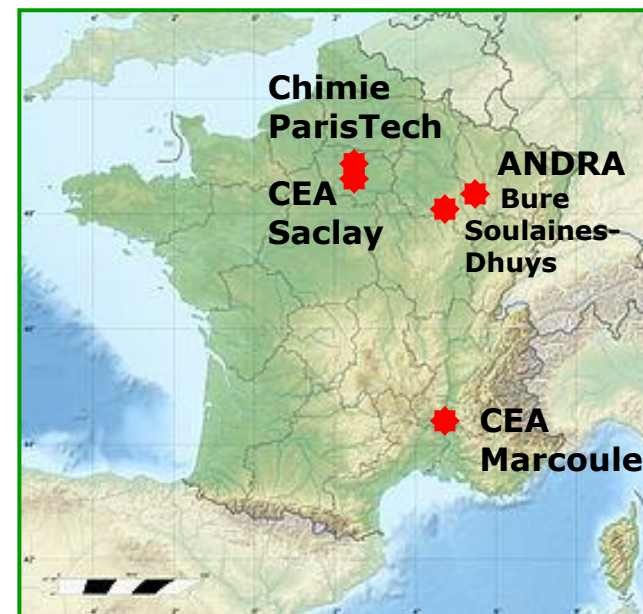 Chimie
ParisTech
CEA
Saclay
ANDRA
Bure
Soulaines-
Dhuys
CEA
Marcoule